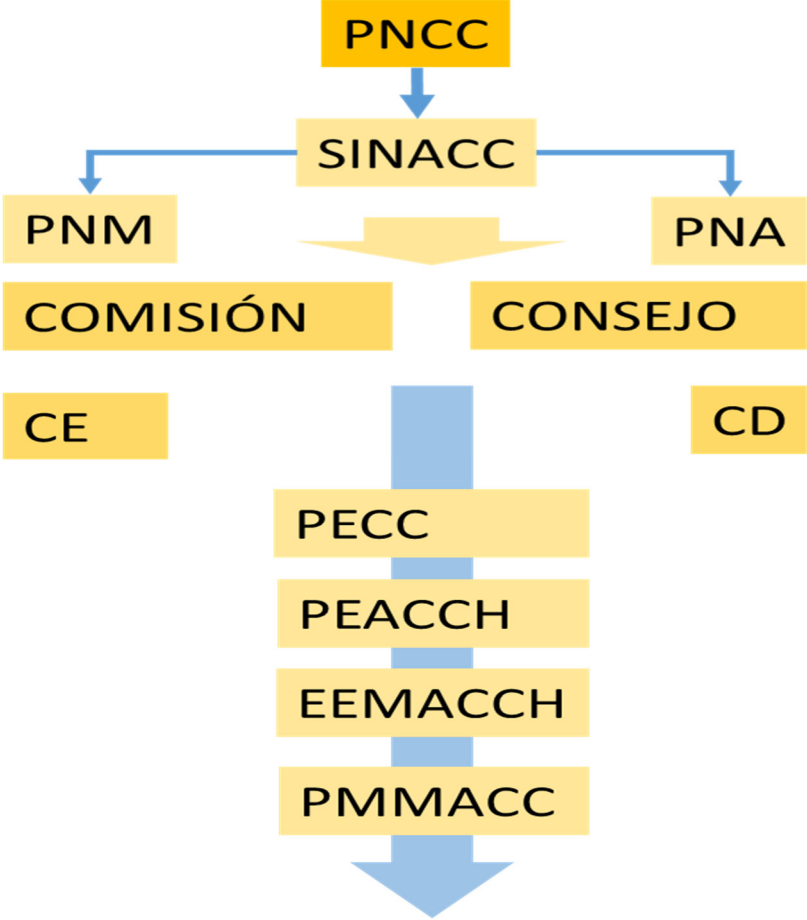 PNCC
SINACC
PNM
PNA
COMISIÓN
CONSEJO
CE
CD
PECC
PEACCH
EEMACCH
PMMACC